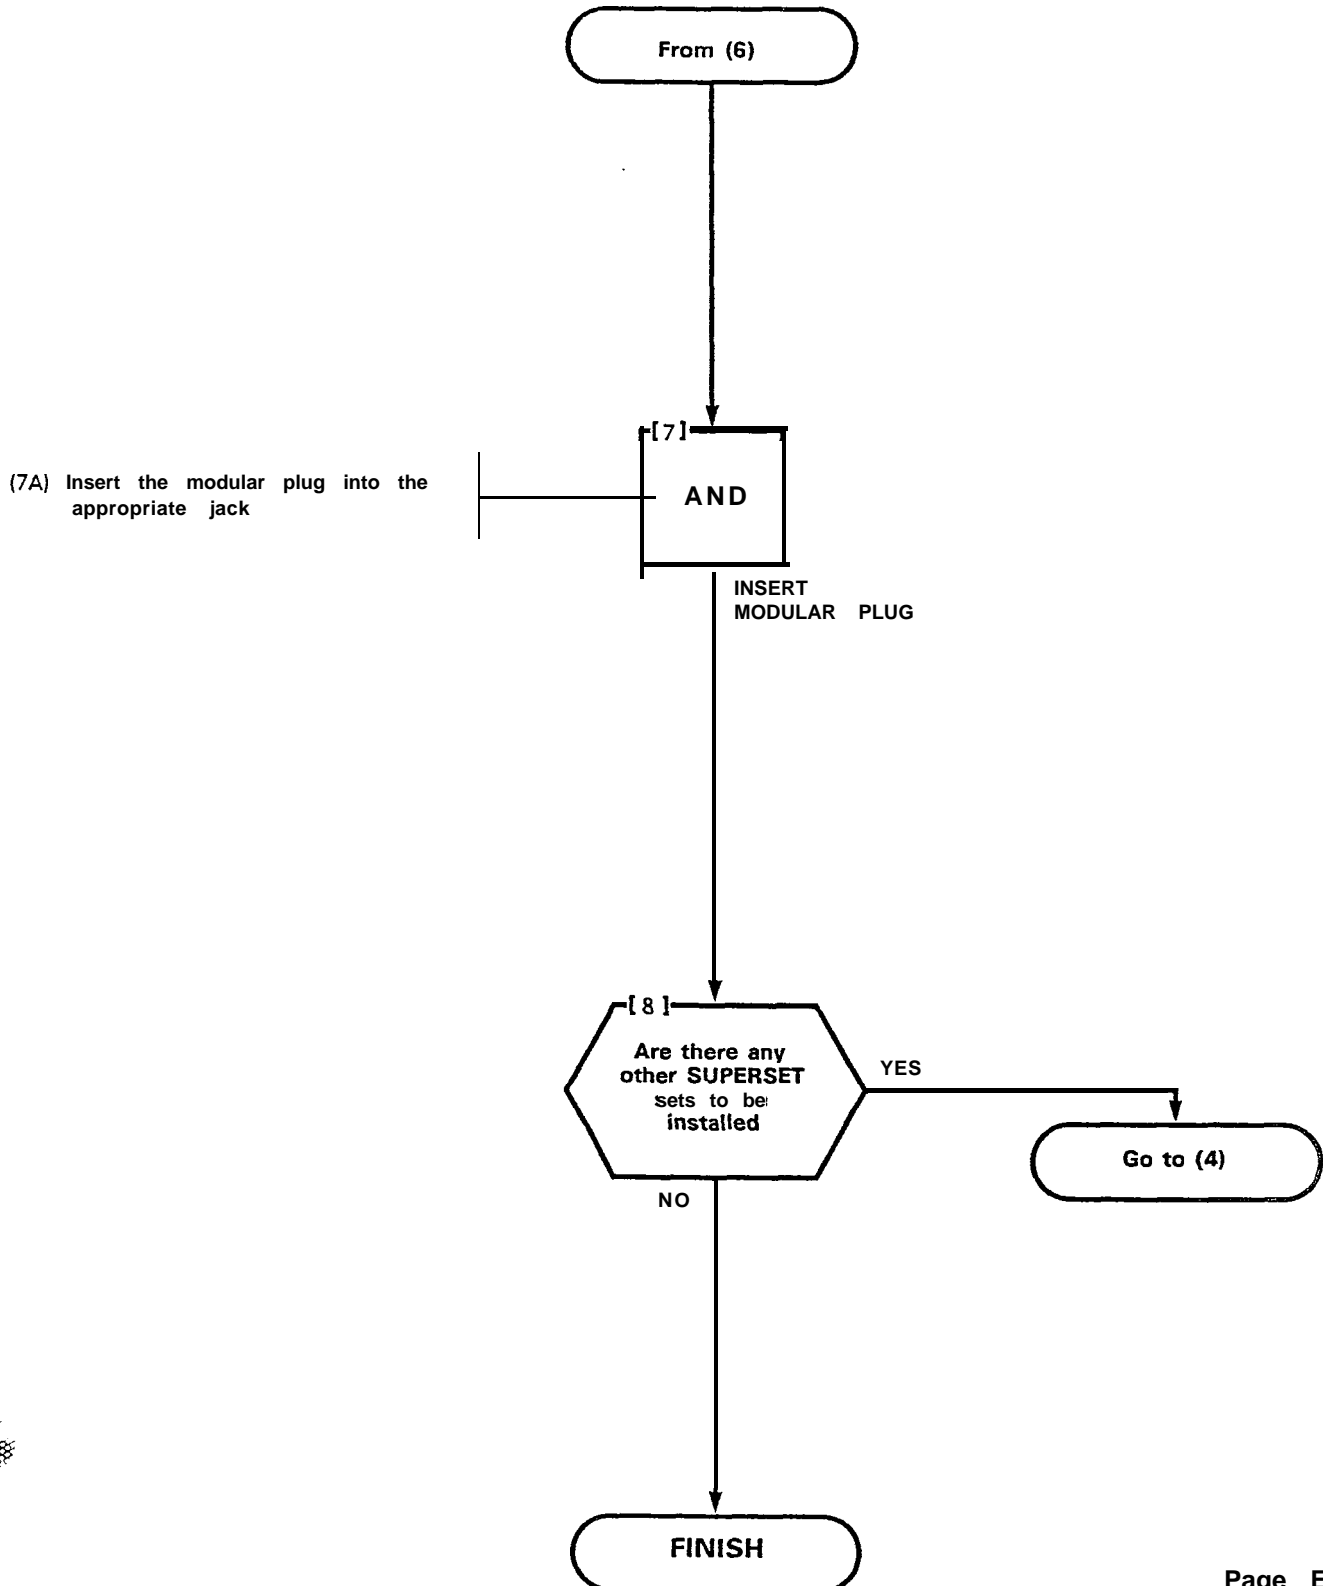 From (6)
[7]
(7A) Insert the modular plug into the
appropriate jack
AND
INSERT
MODULAR PLUG
[8]
Are there any
other SUPERSET
sets to be
installed
YES
Go to (4)
NO
FINISH
Page